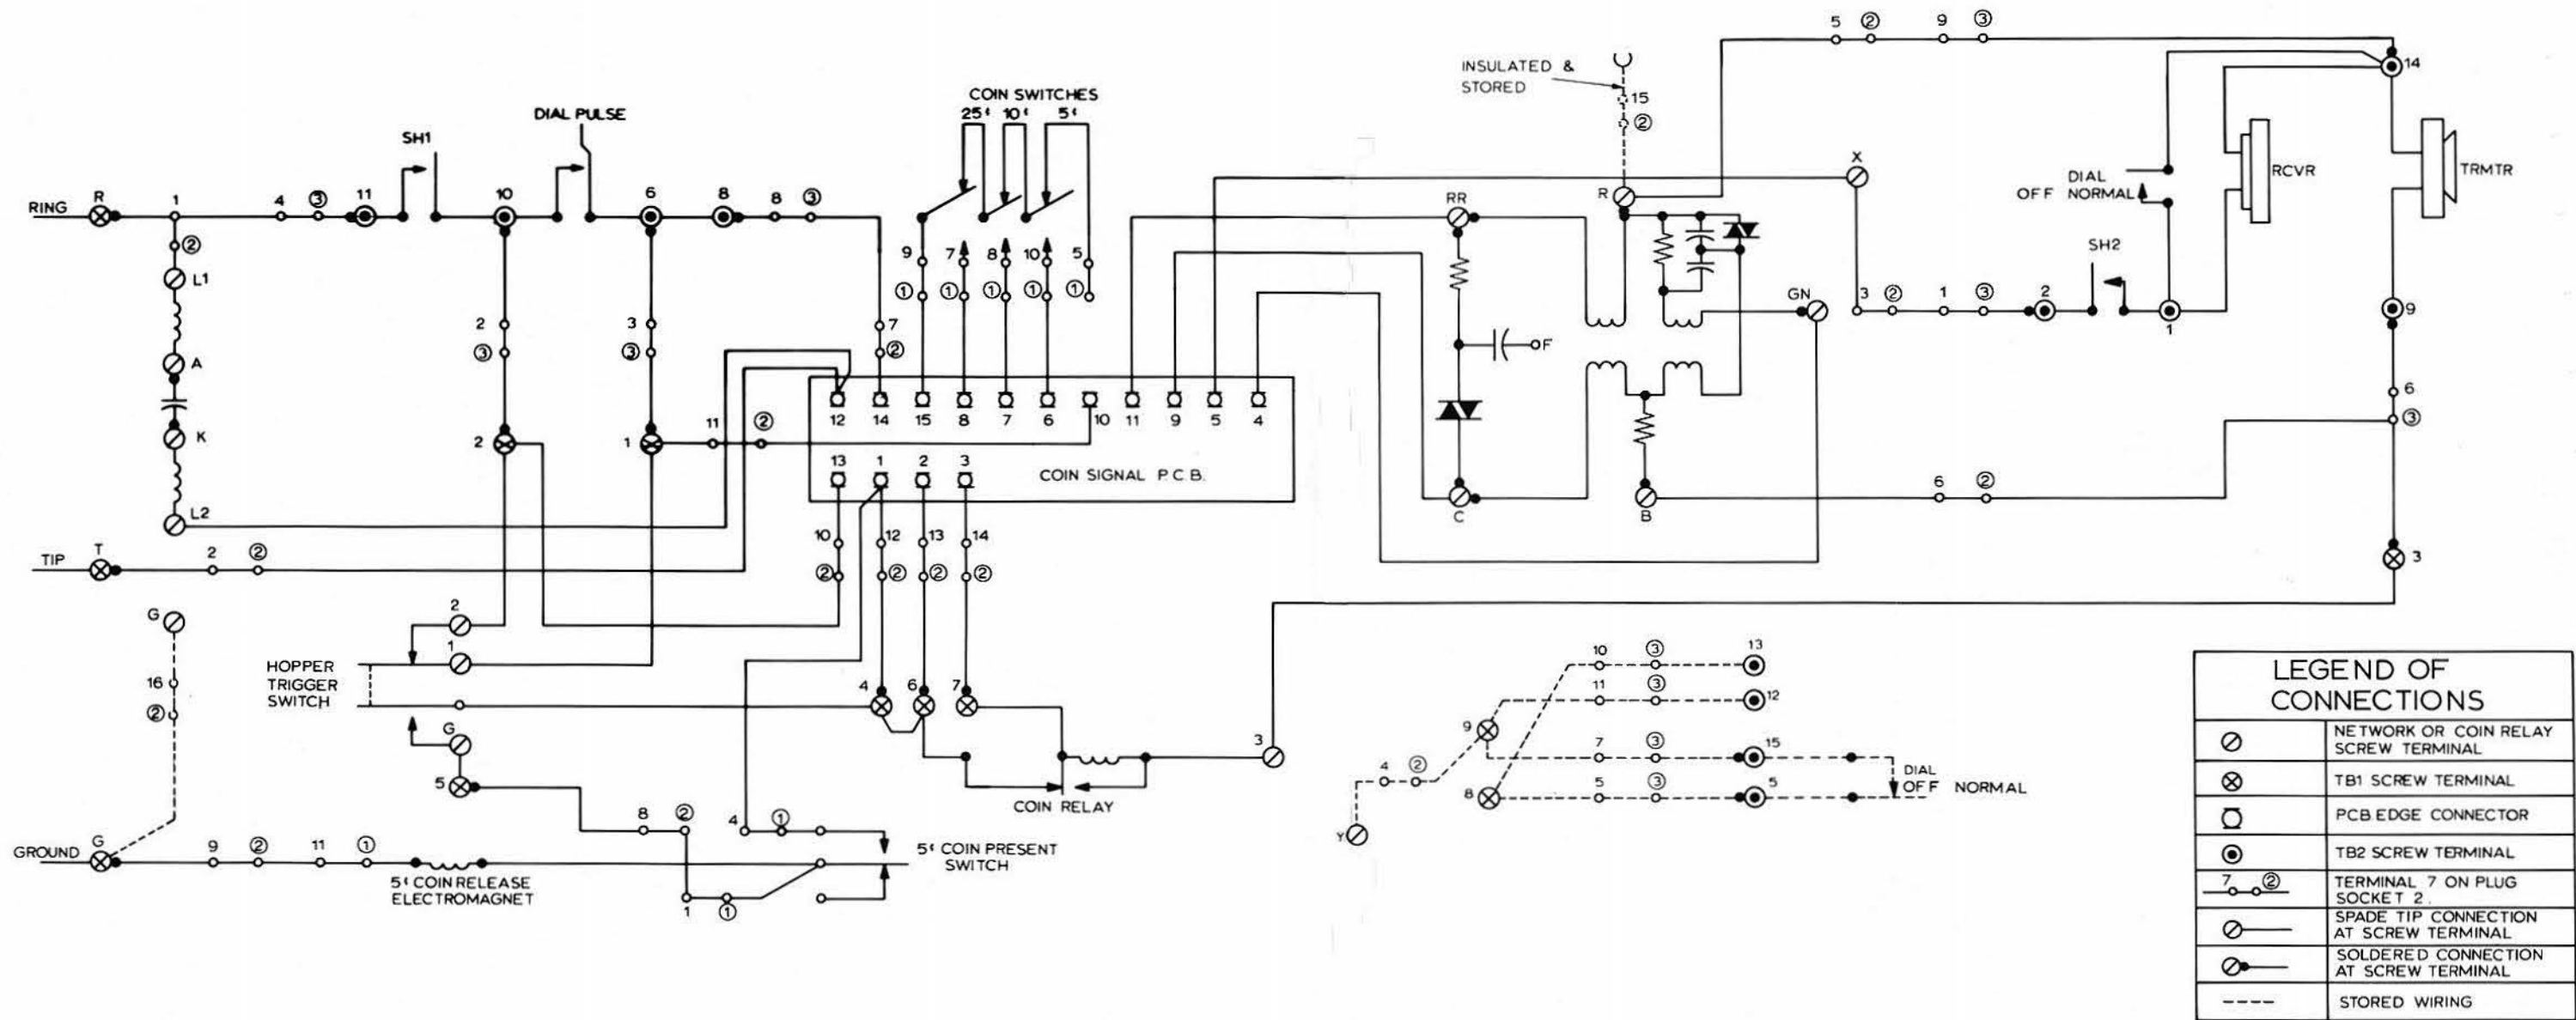 5 ② 9 ③
14
INSULATED &
STORED
15
②
COIN SWITCHES
25¢ 10¢ 5¢
DIAL PULSE
SH1
X
RCVR
TRMTR
DIAL
OFF NORMAL
RING R 1 4 ③ 11 10 6 8 8 ③
R
RR
②
SH2
9 7 8 10 5
① ① ① ① ①
L1
GN
3 ② 1 ③ 2 1
9
2 3 7
③ ③ ②
F
A
6
③
12 14 15 8 7 6 10 11 9 5 4
K
2 1 11 ②
13 1 2 3
COIN SIGNAL P.C.B.
6 ②
L2
C B
TIP T 2 ②
10 12 13 14
② ② ② ②
3
G
2
1
HOPPER
TRIGGER
SWITCH
16
②
4 6 7
G
5
3
COIN RELAY
10 ③ 13
11 ③ 12
9 7 ③ 15
4 ②
8 5 ③ 5
DIAL
OFF NORMAL
Y
8 ② 4 ①
GROUND G 9 ② 11 ①
5¢ COIN PRESENT
SWITCH
5¢ COIN RELEASE
ELECTROMAGNET
1 ①
LEGEND OF
CONNECTIONS
NETWORK OR COIN RELAY
SCREW TERMINAL
TB1 SCREW TERMINAL
PCB EDGE CONNECTOR
TB2 SCREW TERMINAL
7 ②
TERMINAL 7 ON PLUG
SOCKET 2.
SPADE TIP CONNECTION
AT SCREW TERMINAL
SOLDERED CONNECTION
AT SCREW TERMINAL
STORED WIRING